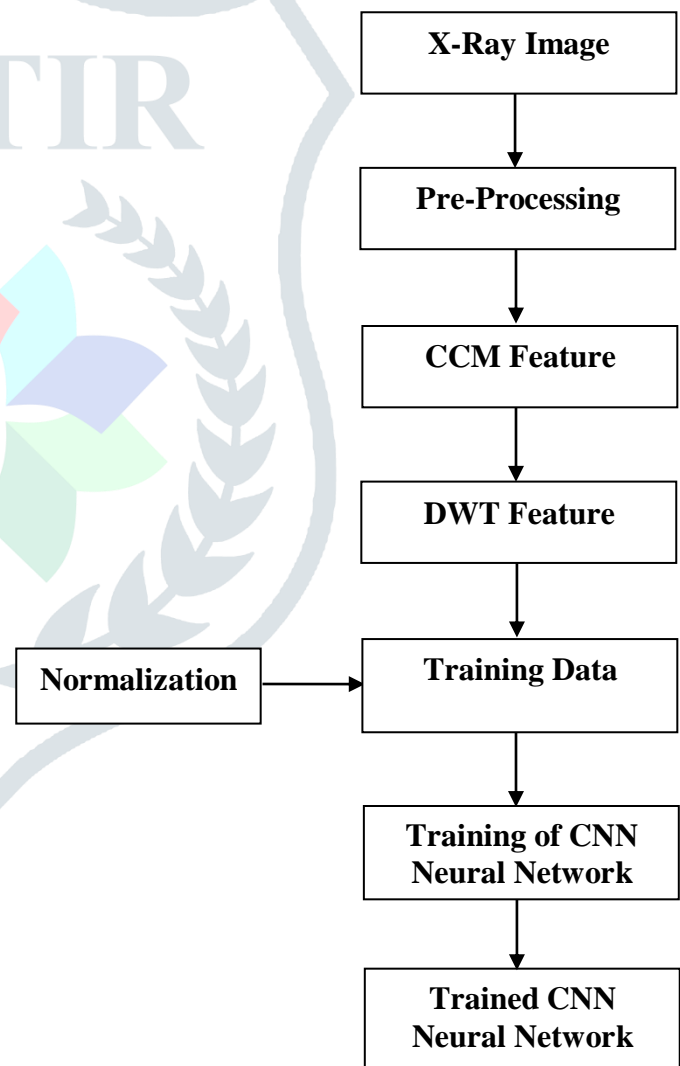 X-Ray Image
TIR
Pre-Processing
CCM Feature
DWT Feature
Normalization
Training Data
Training of CNN
Neural Network
Trained CNN
Neural Network